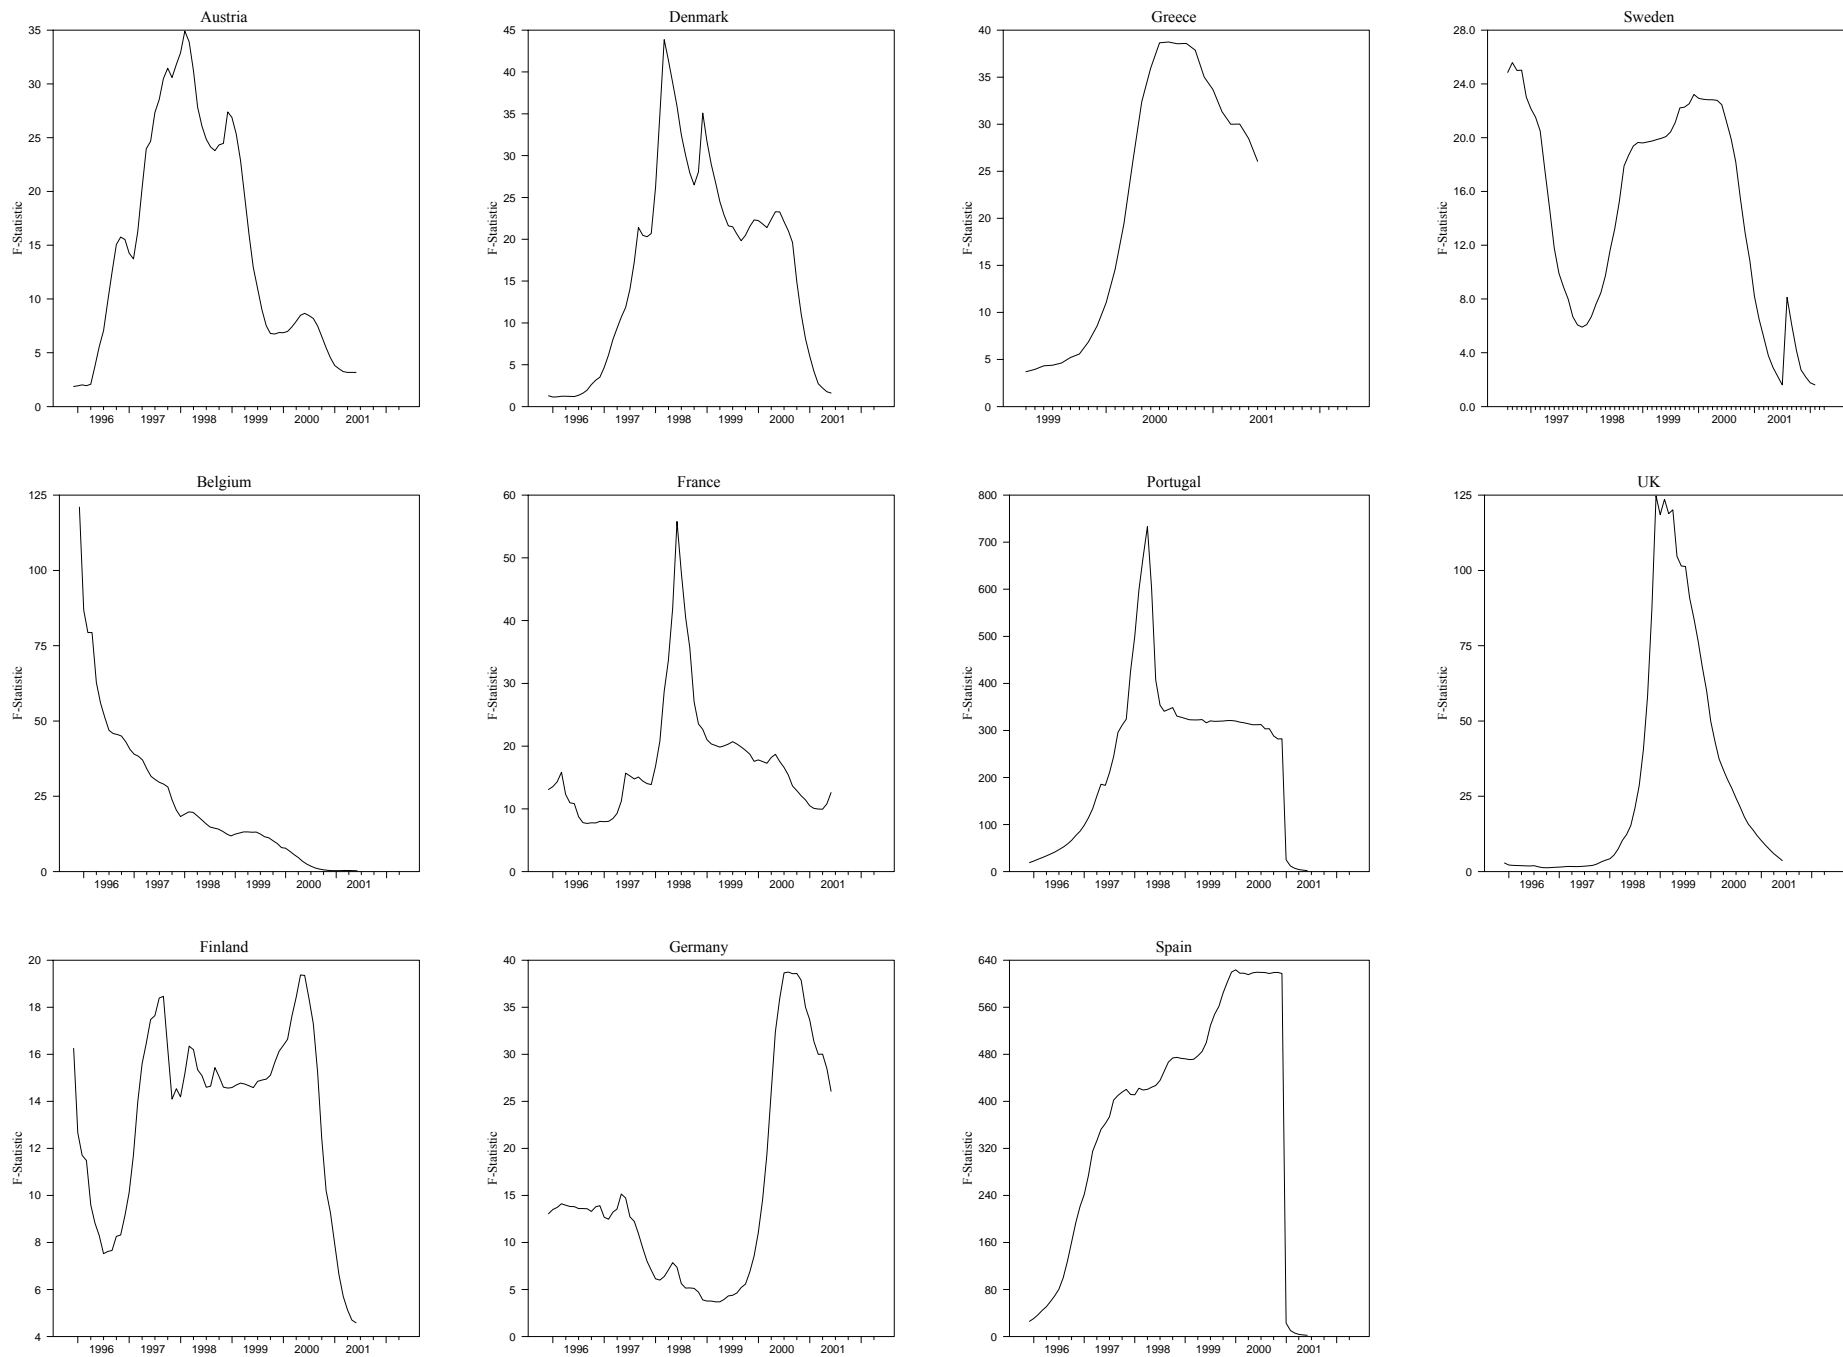 Austria
35
30
25
20
15
10
5
0
F-Statistic
1996 1997 1998 1999 2000 2001
Denmark
45
40
35
30
25
20
15
10
5
0
F-Statistic
1996 1997 1998 1999 2000 2001
Greece
40
35
30
25
20
15
10
5
0
F-Statistic
1999 2000 2001
Sweden
28.0
24.0
20.0
16.0
12.0
8.0
4.0
0.0
F-Statistic
1997 1998 1999 2000 2001
Belgium
125
100
75
50
25
0
F-Statistic
1996 1997 1998 1999 2000 2001
France
60
50
40
30
20
10
0
F-Statistic
1996 1997 1998 1999 2000 2001
Portugal
800
700
600
500
400
300
200
100
0
F-Statistic
1996 1997 1998 1999 2000 2001
UK
125
100
75
50
25
0
F-Statistic
1996 1997 1998 1999 2000 2001
Finland
20
18
16
14
12
10
8
6
4
F-Statistic
1996 1997 1998 1999 2000 2001
Germany
40
35
30
25
20
15
10
5
0
F-Statistic
1996 1997 1998 1999 2000 2001
Spain
640
560
480
400
320
240
160
80
0
F-Statistic
1996 1997 1998 1999 2000 2001